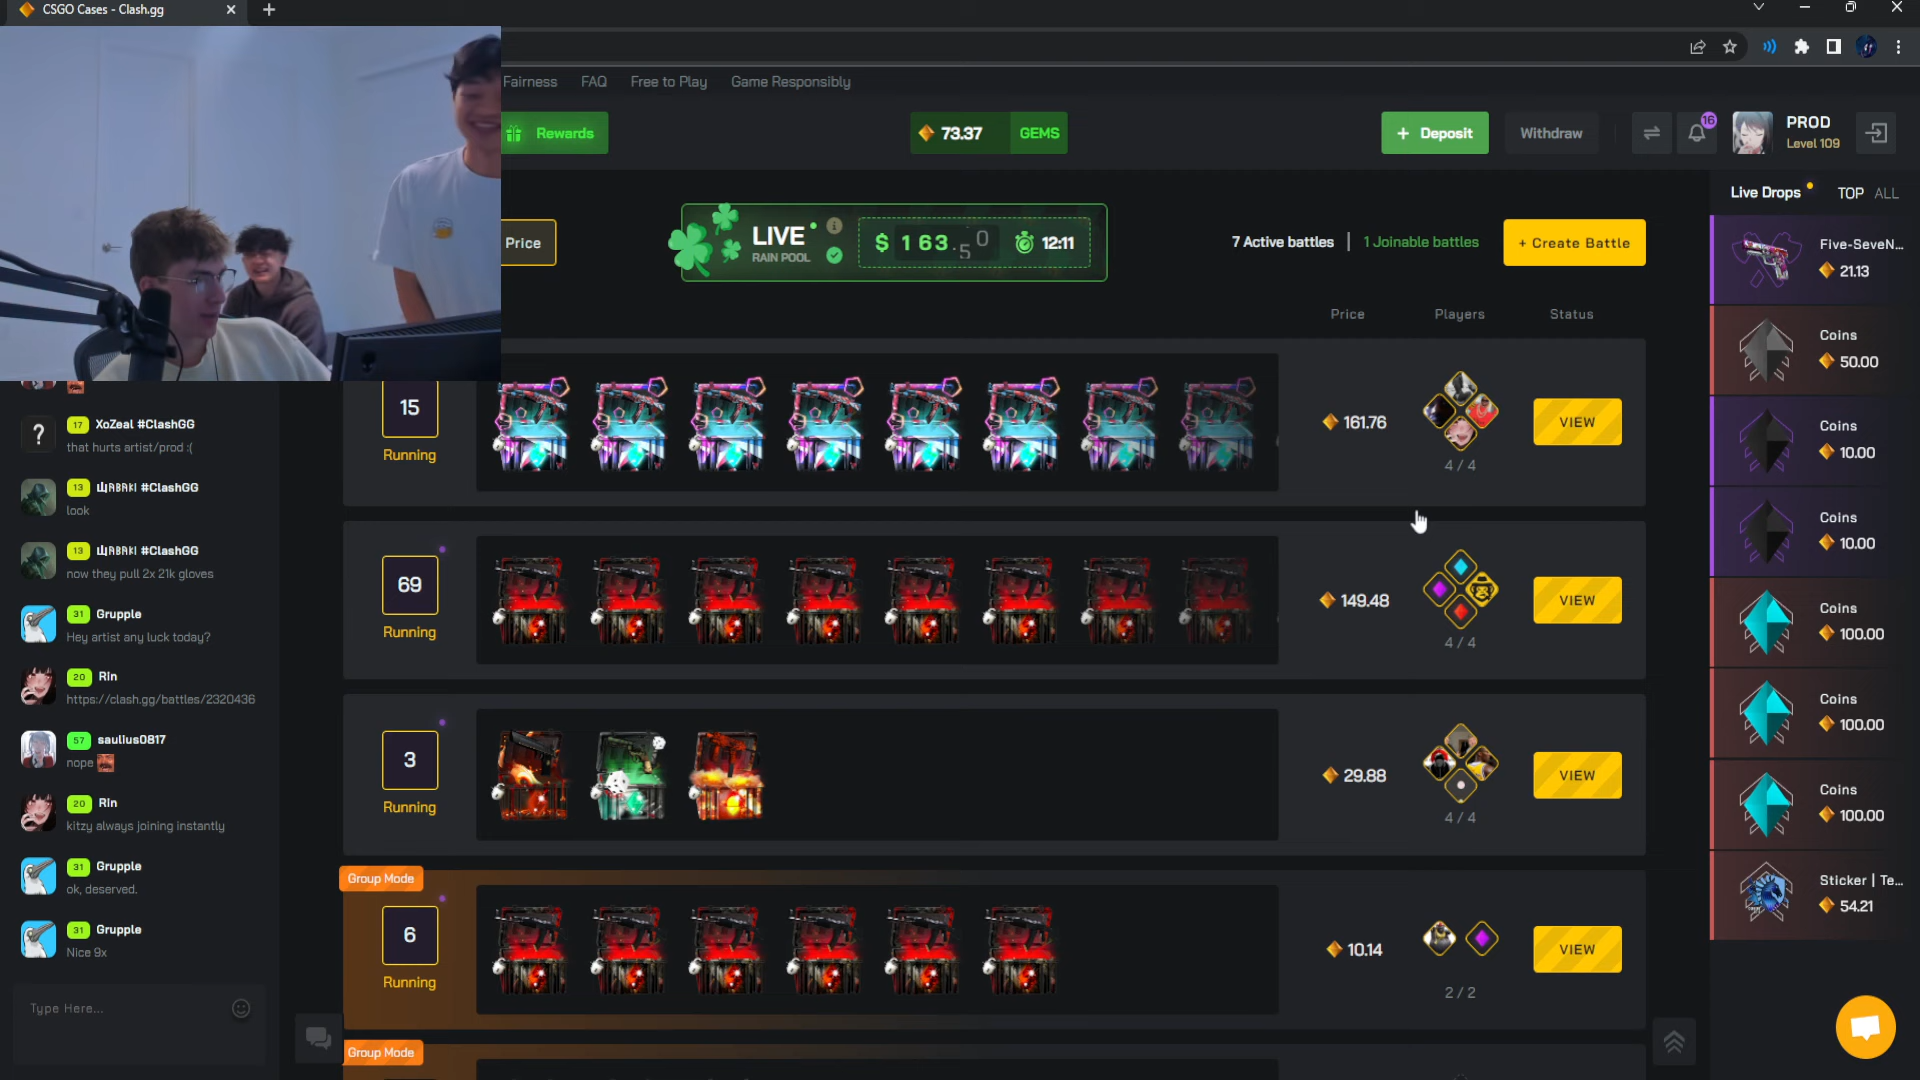 CSGO Cases - Clash.gg
Fairness FAQ Free to Play Game Responsibly
Rewards
73.37 GEMS
+ Deposit
Withdraw
16
PROD
Level 109
Price
LIVE
RAIN POOL
$ 163.50
12:11
7 Active battles | 1 Joinable battles
+ Create Battle
Price Players Status
15
Running
161.76
4 / 4
VIEW
69
Running
149.48
4 / 4
VIEW
3
Running
29.88
4 / 4
VIEW
Group Mode
6
Running
10.14
2 / 2
VIEW
Group Mode
17 XoZeal #ClashGG
that hurts artist/prod :(
13 #ClashGG
look
13 #ClashGG
now they pull 2x 21k gloves
31 Grupple
Hey artist any luck today?
20 Rin
https://clash.gg/battles/2320436
57 saulius0817
nope
20 Rin
kitzy always joining instantly
31 Grupple
ok, deserved.
31 Grupple
Nice 9x
Type Here...
Live Drops TOP ALL
Five-SeveN...
21.13
Coins
50.00
Coins
10.00
Coins
10.00
Coins
100.00
Coins
100.00
Coins
100.00
Sticker | Te...
54.21